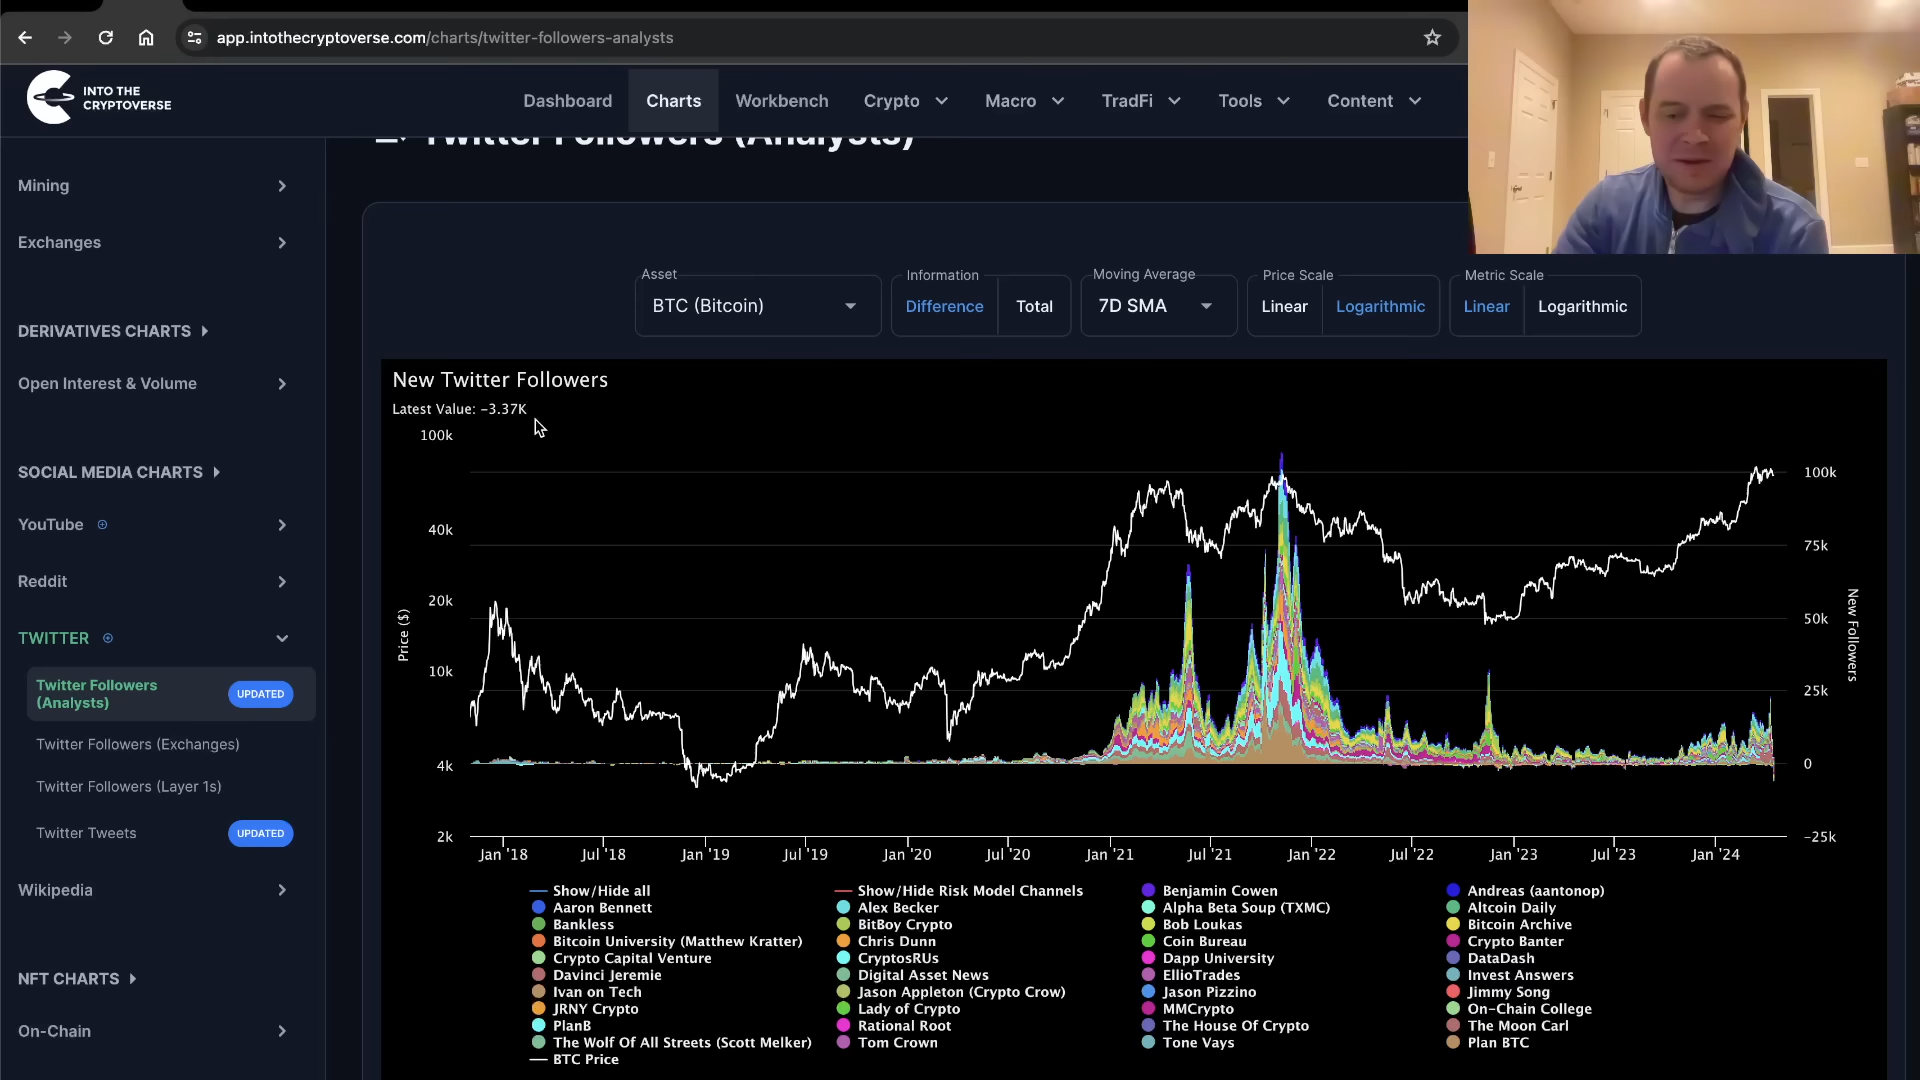 app.intothecryptoverse.com/charts/twitter-followers-analysts
INTO THE
CRYPTOVERSE
Dashboard
Charts
Workbench
Crypto
Macro
TradFi
Tools
Content
Twitter Followers (Analysts)
Mining
Exchanges
DERIVATIVES CHARTS
Open Interest & Volume
SOCIAL MEDIA CHARTS
YouTube
Reddit
TWITTER
Twitter Followers
(Analysts)
UPDATED
Twitter Followers (Exchanges)
Twitter Followers (Layer 1s)
Twitter Tweets
UPDATED
Wikipedia
NFT CHARTS
On-Chain
Asset
BTC (Bitcoin)
Information
Difference
Total
Moving Average
7D SMA
Price Scale
Linear
Logarithmic
Metric Scale
Linear
Logarithmic
New Twitter Followers
Latest Value: −3.37K
100k
40k
20k
10k
4k
2k
Price ($)
100k
75k
50k
25k
0
−25k
New Followers
Jan '18
Jul '18
Jan '19
Jul '19
Jan '20
Jul '20
Jan '21
Jul '21
Jan '22
Jul '22
Jan '23
Jul '23
Jan '24
Show/Hide all
Show/Hide Risk Model Channels
Benjamin Cowen
Andreas (aantonop)
Aaron Bennett
Alex Becker
Alpha Beta Soup (TXMC)
Altcoin Daily
Bankless
BitBoy Crypto
Bob Loukas
Bitcoin Archive
Bitcoin University (Matthew Kratter)
Chris Dunn
Coin Bureau
Crypto Banter
Crypto Capital Venture
CryptosRUs
Dapp University
DataDash
Davinci Jeremie
Digital Asset News
EllioTrades
Invest Answers
Ivan on Tech
Jason Appleton (Crypto Crow)
Jason Pizzino
Jimmy Song
JRNY Crypto
Lady of Crypto
MMCrypto
On-Chain College
PlanB
Rational Root
The House Of Crypto
The Moon Carl
The Wolf Of All Streets (Scott Melker)
Tom Crown
Tone Vays
Plan BTC
BTC Price